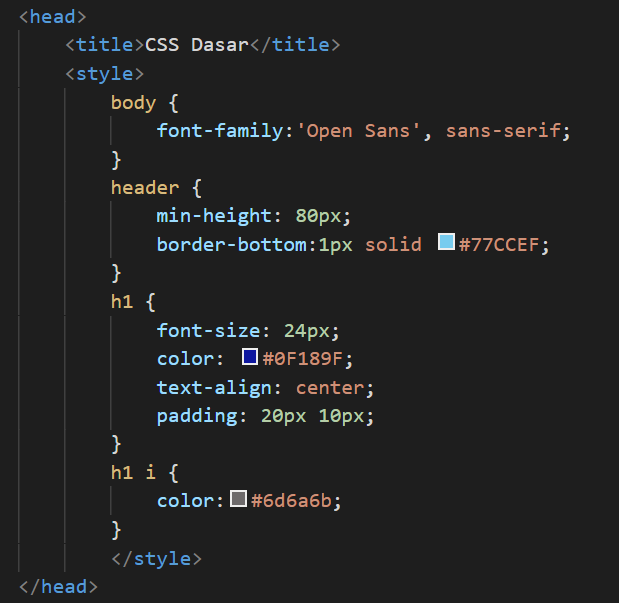 <head>
<title>CSS Dasar</title>
<style>
body {
font-family:'Open Sans', sans-serif;
}
header {
min-height: 80px;
border-bottom:1px solid #77CCEF;
}
h1 {
font-size: 24px;
color: #0F189F;
text-align: center;
padding: 20px 10px;
}
h1 i {
color:#6d6a6b;
}
</style>
</head>